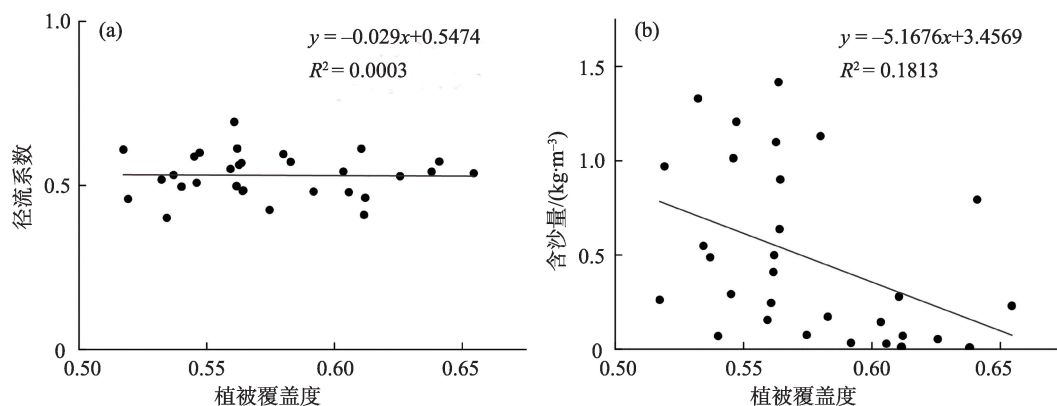 (a)
y = –0.029x+0.5474
R² = 0.0003
1.0
0.5
0
径流系数
0.50
0.55
0.60
0.65
植被覆盖度
(b)
y = –5.1676x+3.4569
R² = 0.1813
1.5
1.0
0.5
0
含沙量/(kg·m⁻³)
0.50
0.55
0.60
0.65
植被覆盖度